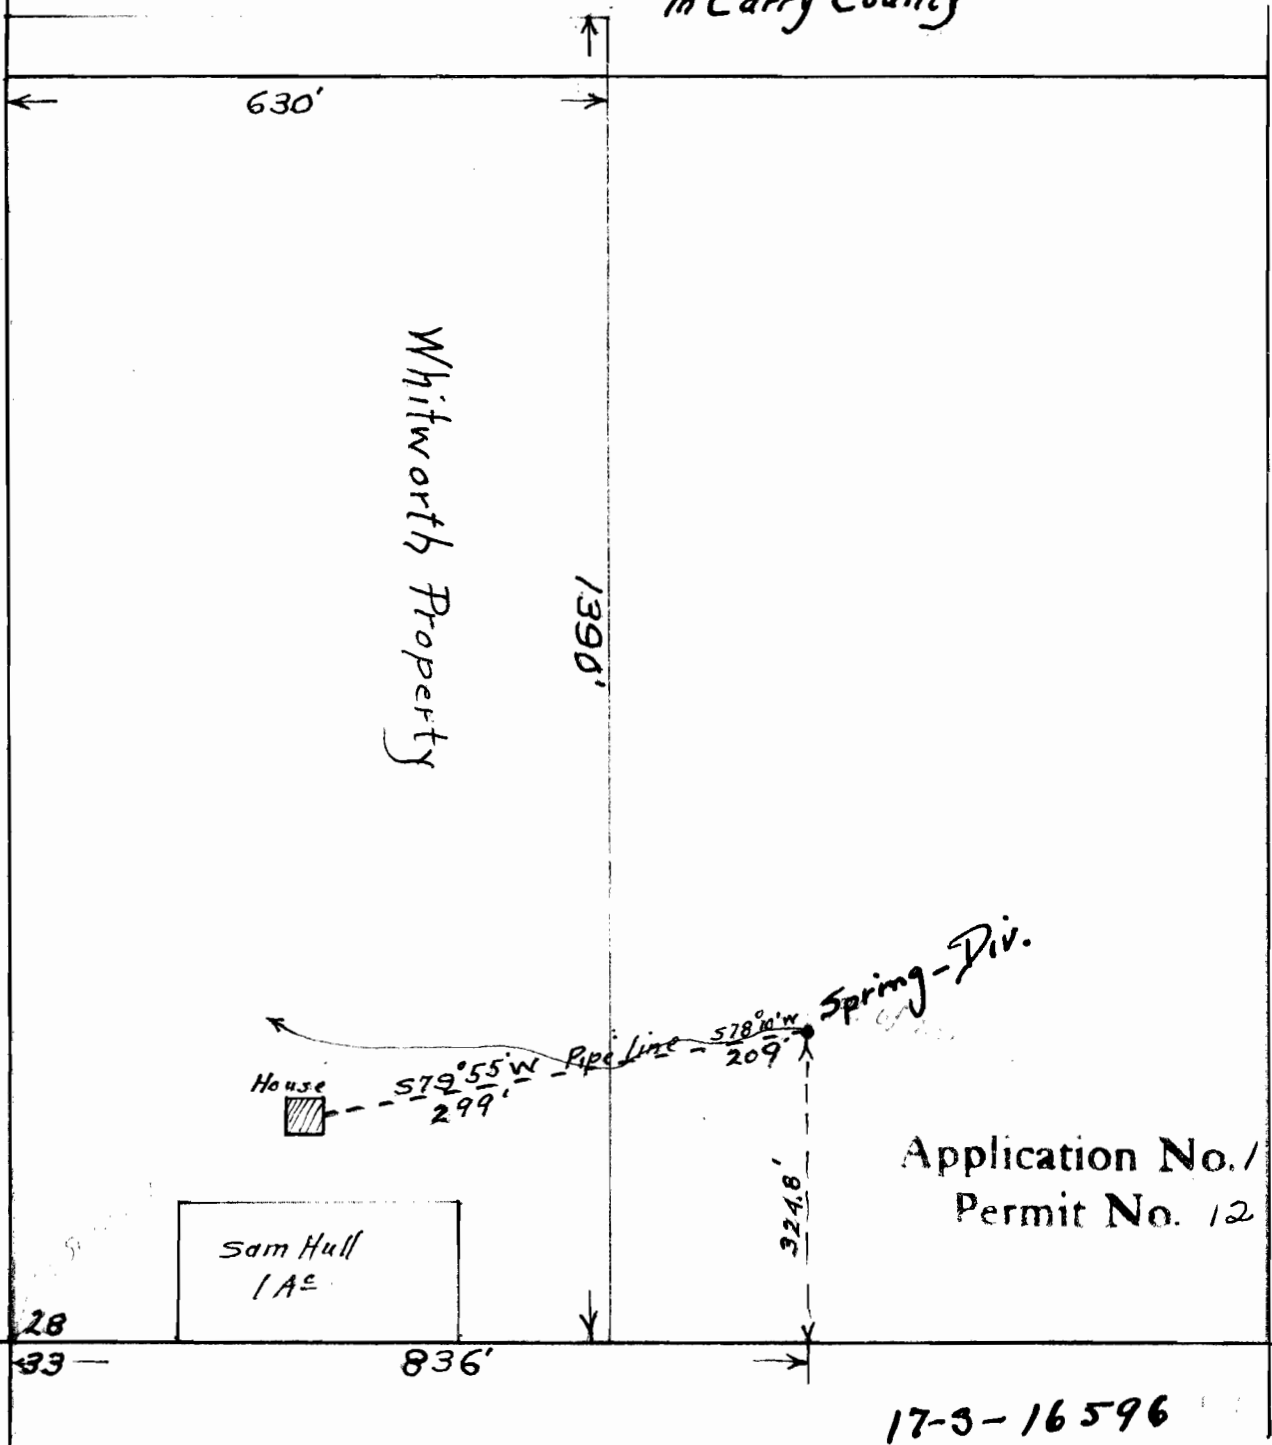 in Curry County
630'
Whitworth Property
1390'
Spring-Div.
S78°10'W
209'
Pipe Line
S79°55'W
299'
House
324.8'
Application No. 1
Permit No. 12
Sam Hull
1 Ac
28
33
836'
17-3-16596